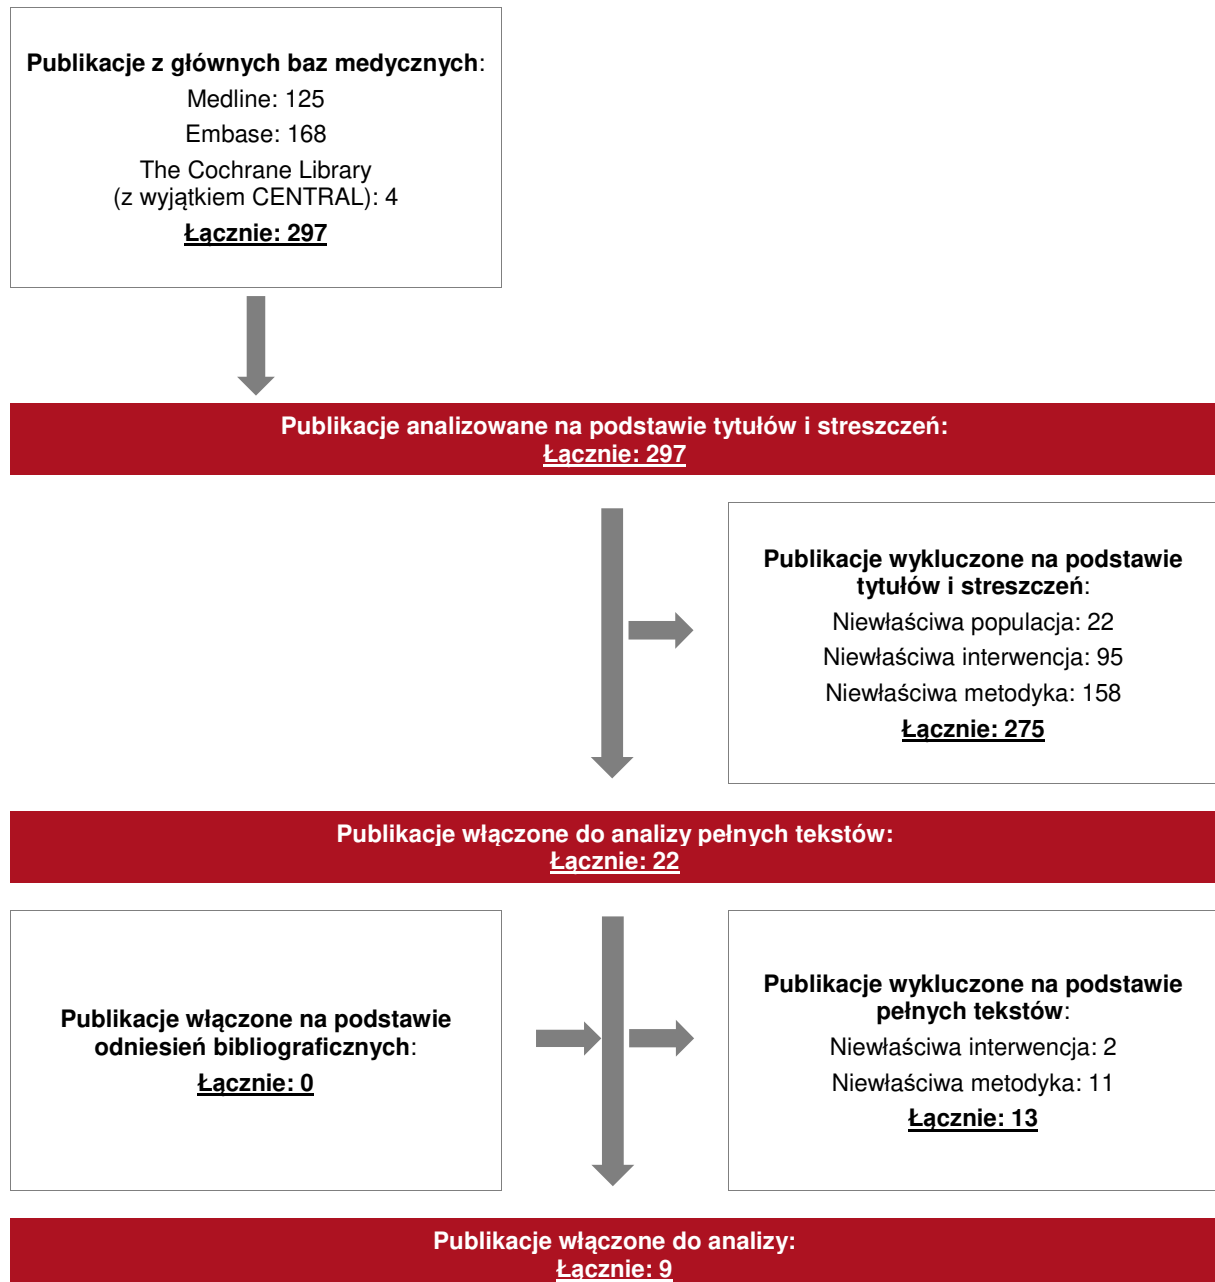 Publikacje z głównych baz medycznych:
Medline: 125
Embase: 168
The Cochrane Library
(z wyjątkiem CENTRAL): 4
Łącznie: 297
Publikacje analizowane na podstawie tytułów i streszczeń:
Łącznie: 297
Publikacje wykluczone na podstawie
tytułów i streszczeń:
Niewłaściwa populacja: 22
Niewłaściwa interwencja: 95
Niewłaściwa metodyka: 158
Łącznie: 275
Publikacje włączone do analizy pełnych tekstów:
Łącznie: 22
Publikacje włączone na podstawie
odniesień bibliograficznych:
Łącznie: 0
Publikacje wykluczone na podstawie
pełnych tekstów:
Niewłaściwa interwencja: 2
Niewłaściwa metodyka: 11
Łącznie: 13
Publikacje włączone do analizy:
Łącznie: 9